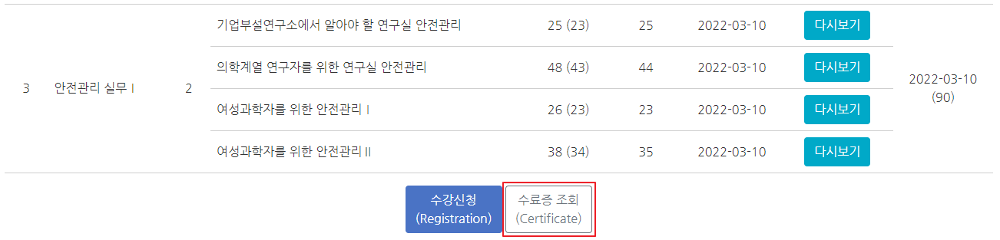 기업부설연구소에서 알아야 할 연구실 안전관리 25 (23) 25 2022-03-10 다시보기
의학계열 연구자를 위한 연구실 안전관리 48 (43) 44 2022-03-10 다시보기
3 안전관리 실무 I 2 2022-03-10
(90)
여성과학자를 위한 안전관리 I 26 (23) 23 2022-03-10 다시보기
여성과학자를 위한 안전관리 II 38 (34) 35 2022-03-10 다시보기
수강신청
(Registration)
수료증 조회
(Certificate)